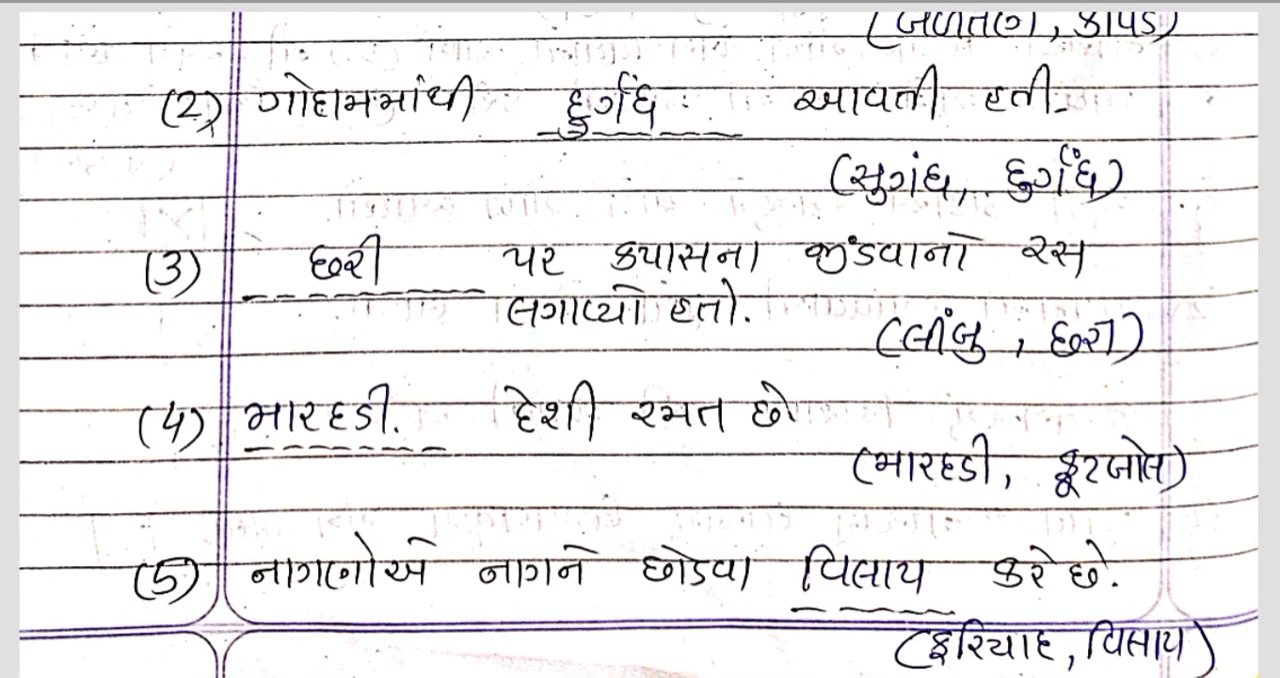 (બળતણ, કાપડ)
(2) ગોદામમાંથી દુર્ગંધ આવતી હતી.
(સુગંધ, દુર્ગંધ)
(3) છરી પર કપાસના જીંડવાનો રસ
લગાવ્યો હતો.
(લીંબુ, છરી)
(4) મારદડી. દેશી રમત છે.
(મારદડી, ફૂટબોલ)
(5) નાગણોએ નાગને છોડવા વિલાપ કરે છે.
(ફરિયાદ, વિલાપ)